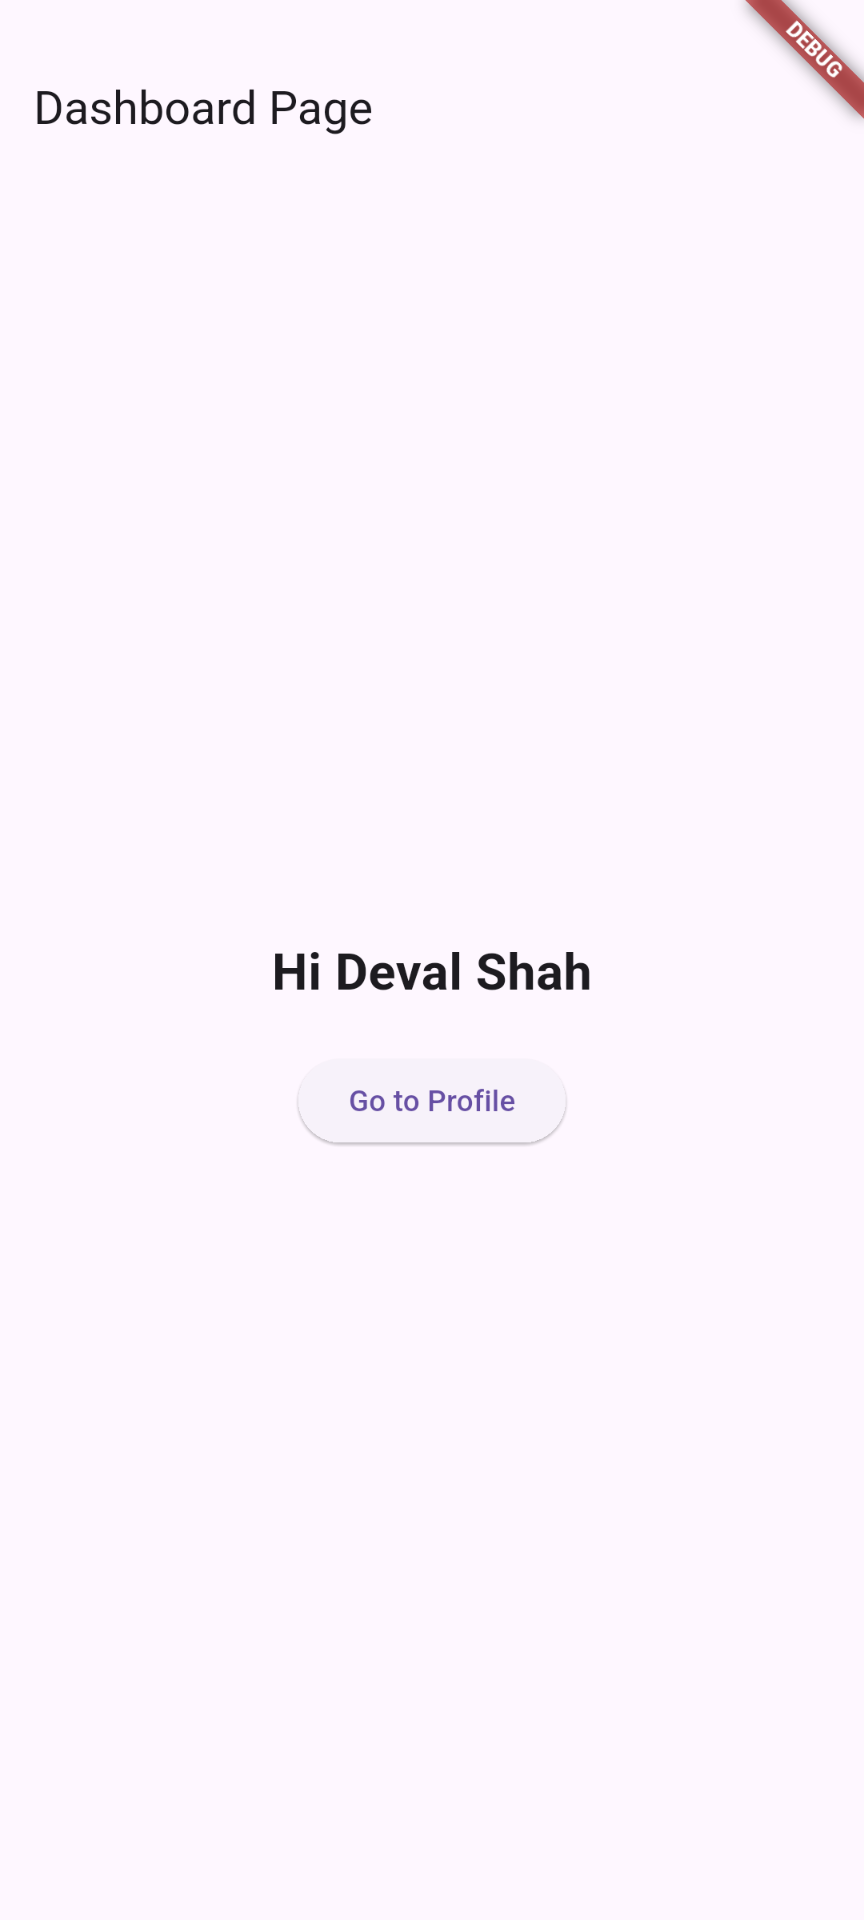 DEBUG
Dashboard Page
Hi Deval Shah
Go to Profile